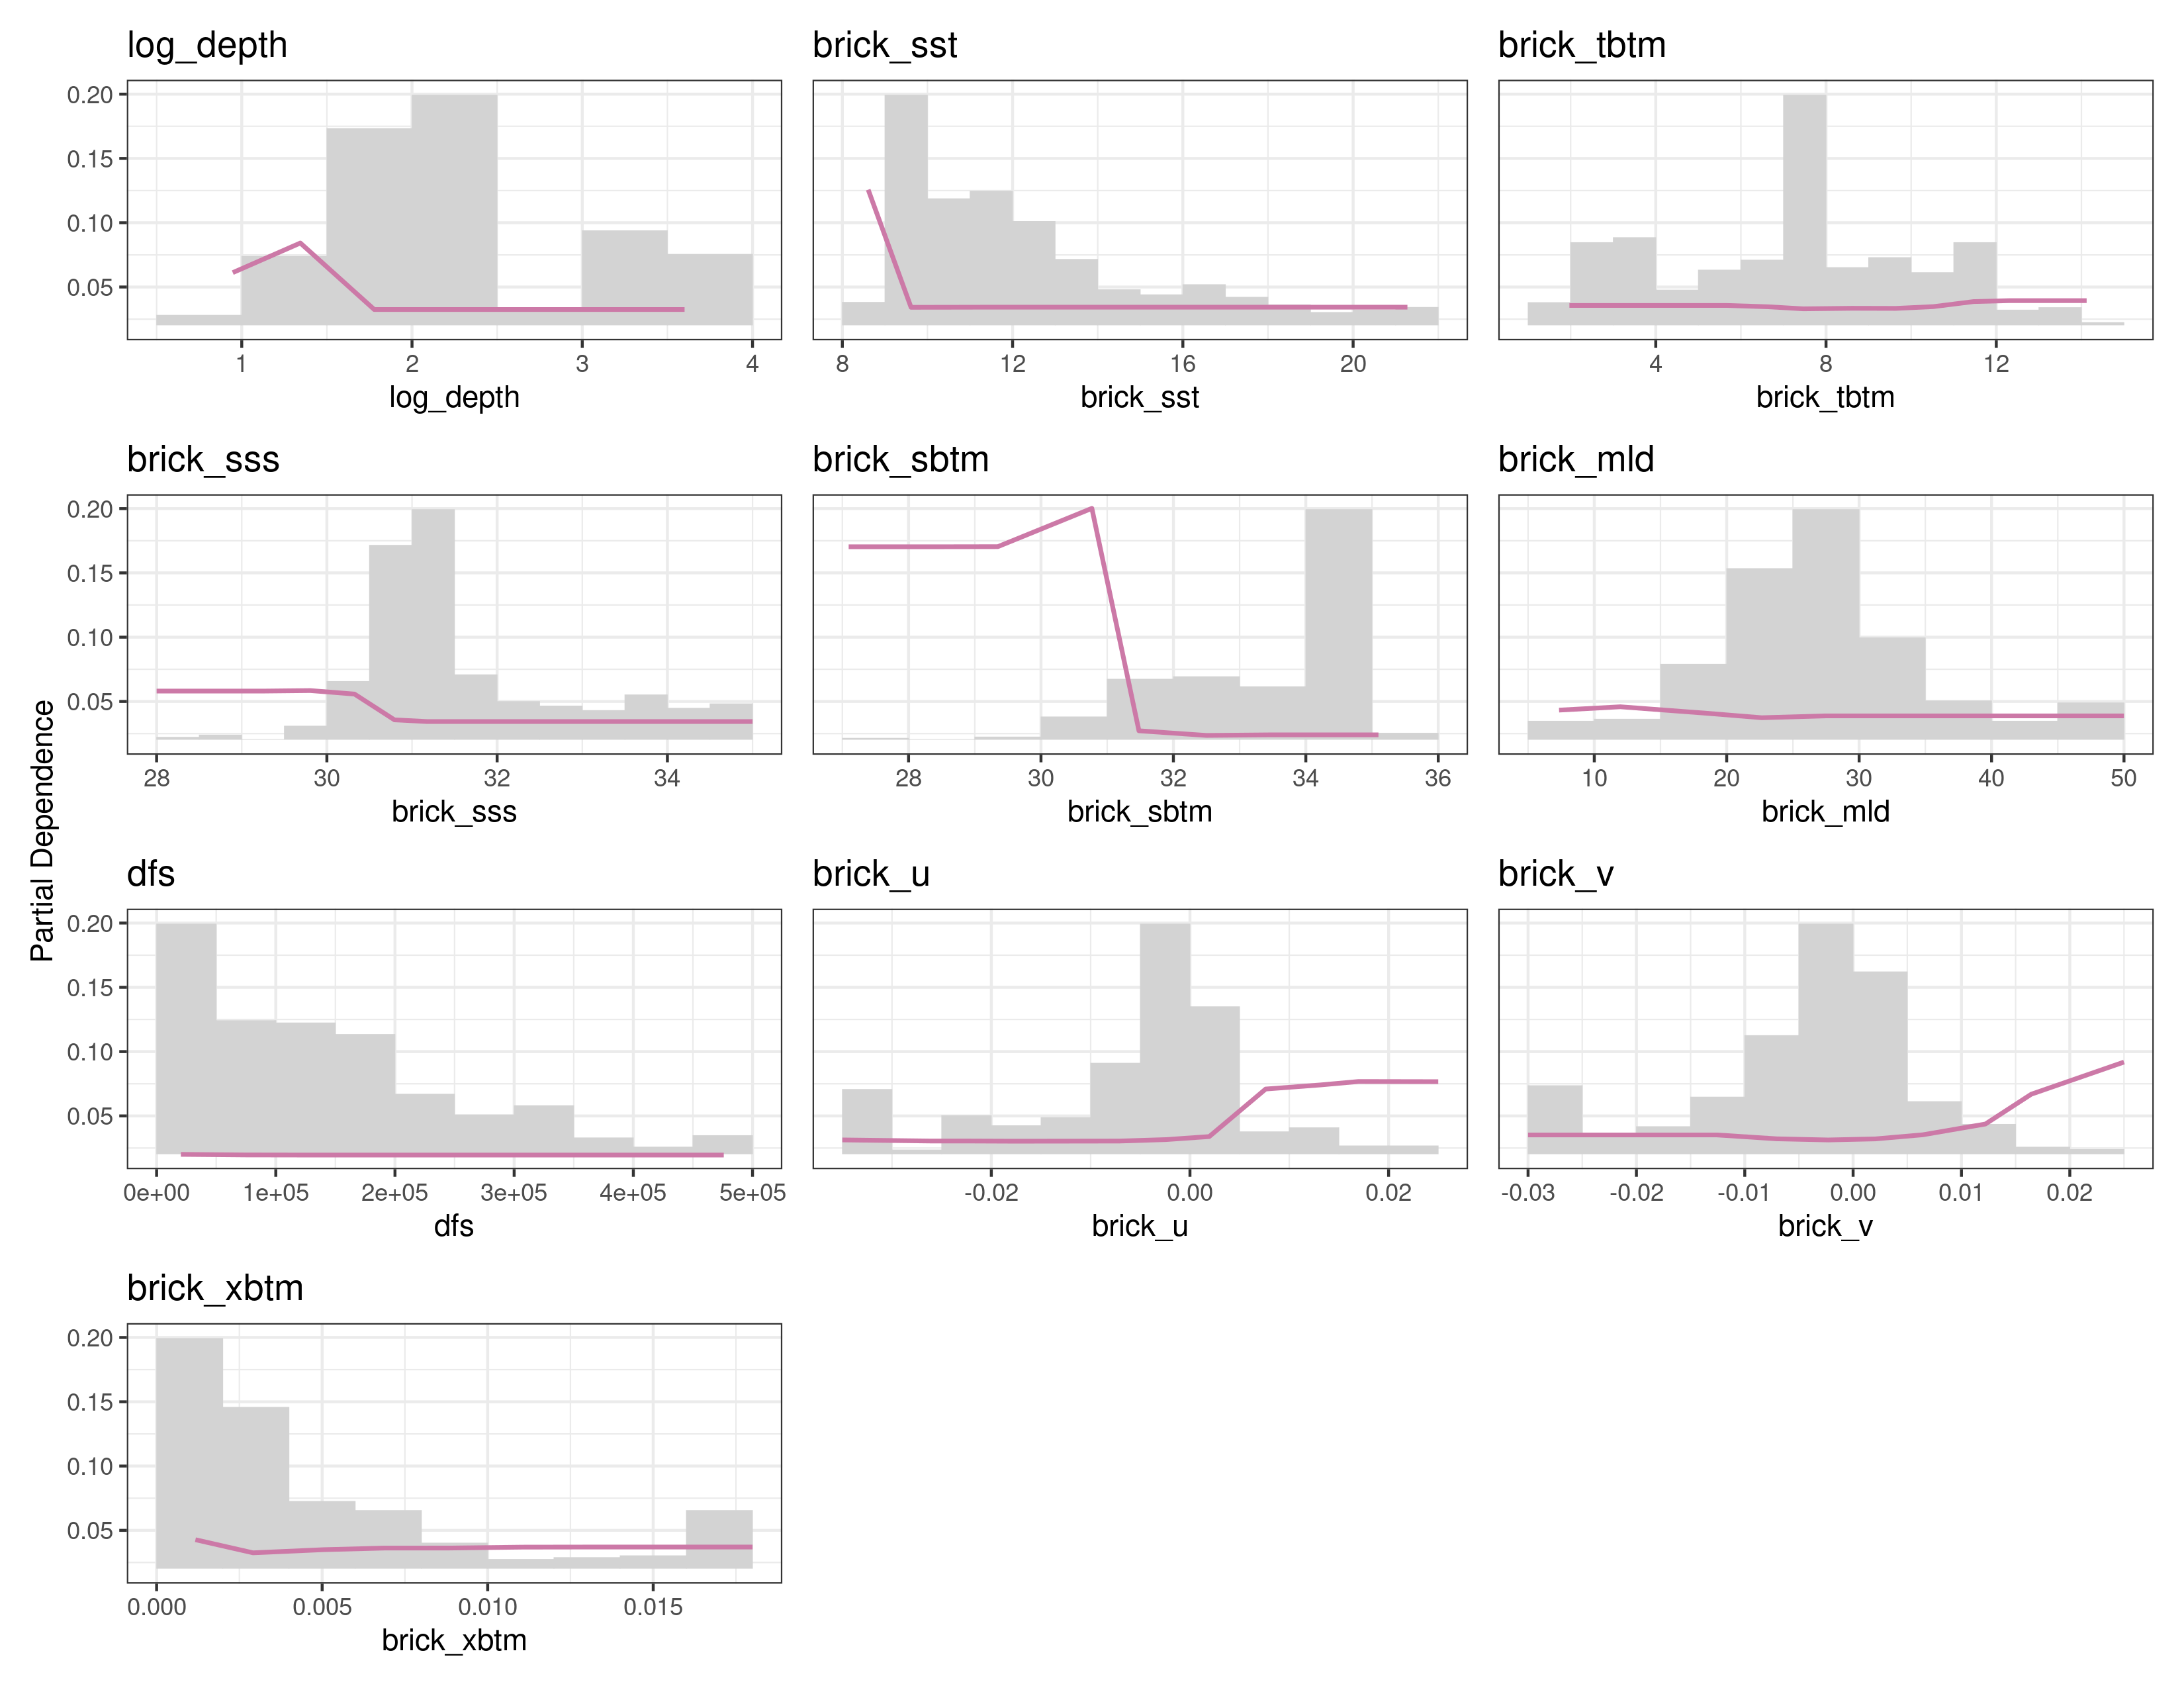 log_depth
brick_sst
brick_tbtm
0.20
0.15
0.10
0.05
1 2 3 4
8 12 16 20
4 8 12
log_depth
brick_sst
brick_tbtm
brick_sss
brick_sbtm
brick_mld
0.20
0.15
0.10
0.05
28 30 32 34
28 30 32 34 36
10 20 30 40 50
brick_sss
brick_sbtm
brick_mld
Partial Dependence
dfs
brick_u
brick_v
0.20
0.15
0.10
0.05
0e+00 1e+05 2e+05 3e+05 4e+05 5e+05
-0.02 0.00 0.02
-0.03 -0.02 -0.01 0.00 0.01 0.02
dfs
brick_u
brick_v
brick_xbtm
0.20
0.15
0.10
0.05
0.000 0.005 0.010 0.015
brick_xbtm